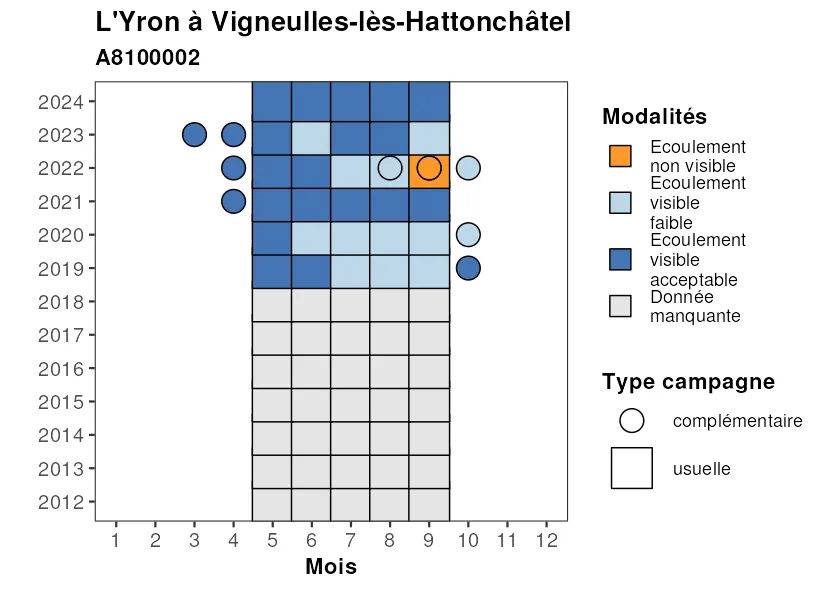 L'Yron à Vigneulles-lès-Hattonchâtel
A8100002
2024
2023
2022
2021
2020
2019
2018
2017
2016
2015
2014
2013
2012
1 2 3 4 5 6 7 8 9 10 11 12
Mois
Modalités
Ecoulement
non visible
Ecoulement
visible
faible
Ecoulement
visible
acceptable
Donnée
manquante
Type campagne
complémentaire
usuelle